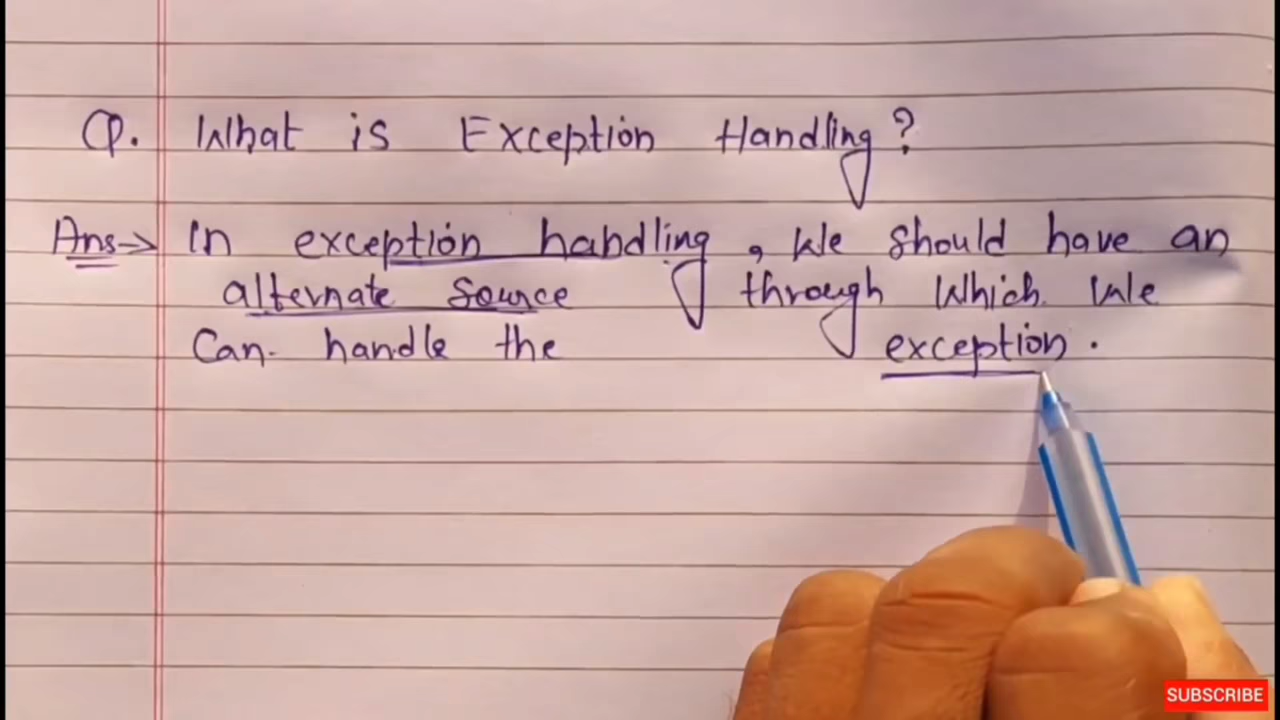 Q. What is Exception Handling?
Ans→ In exception handling, We should have an
alternate source through Which We
Can handle the exception.
SUBSCRIBE